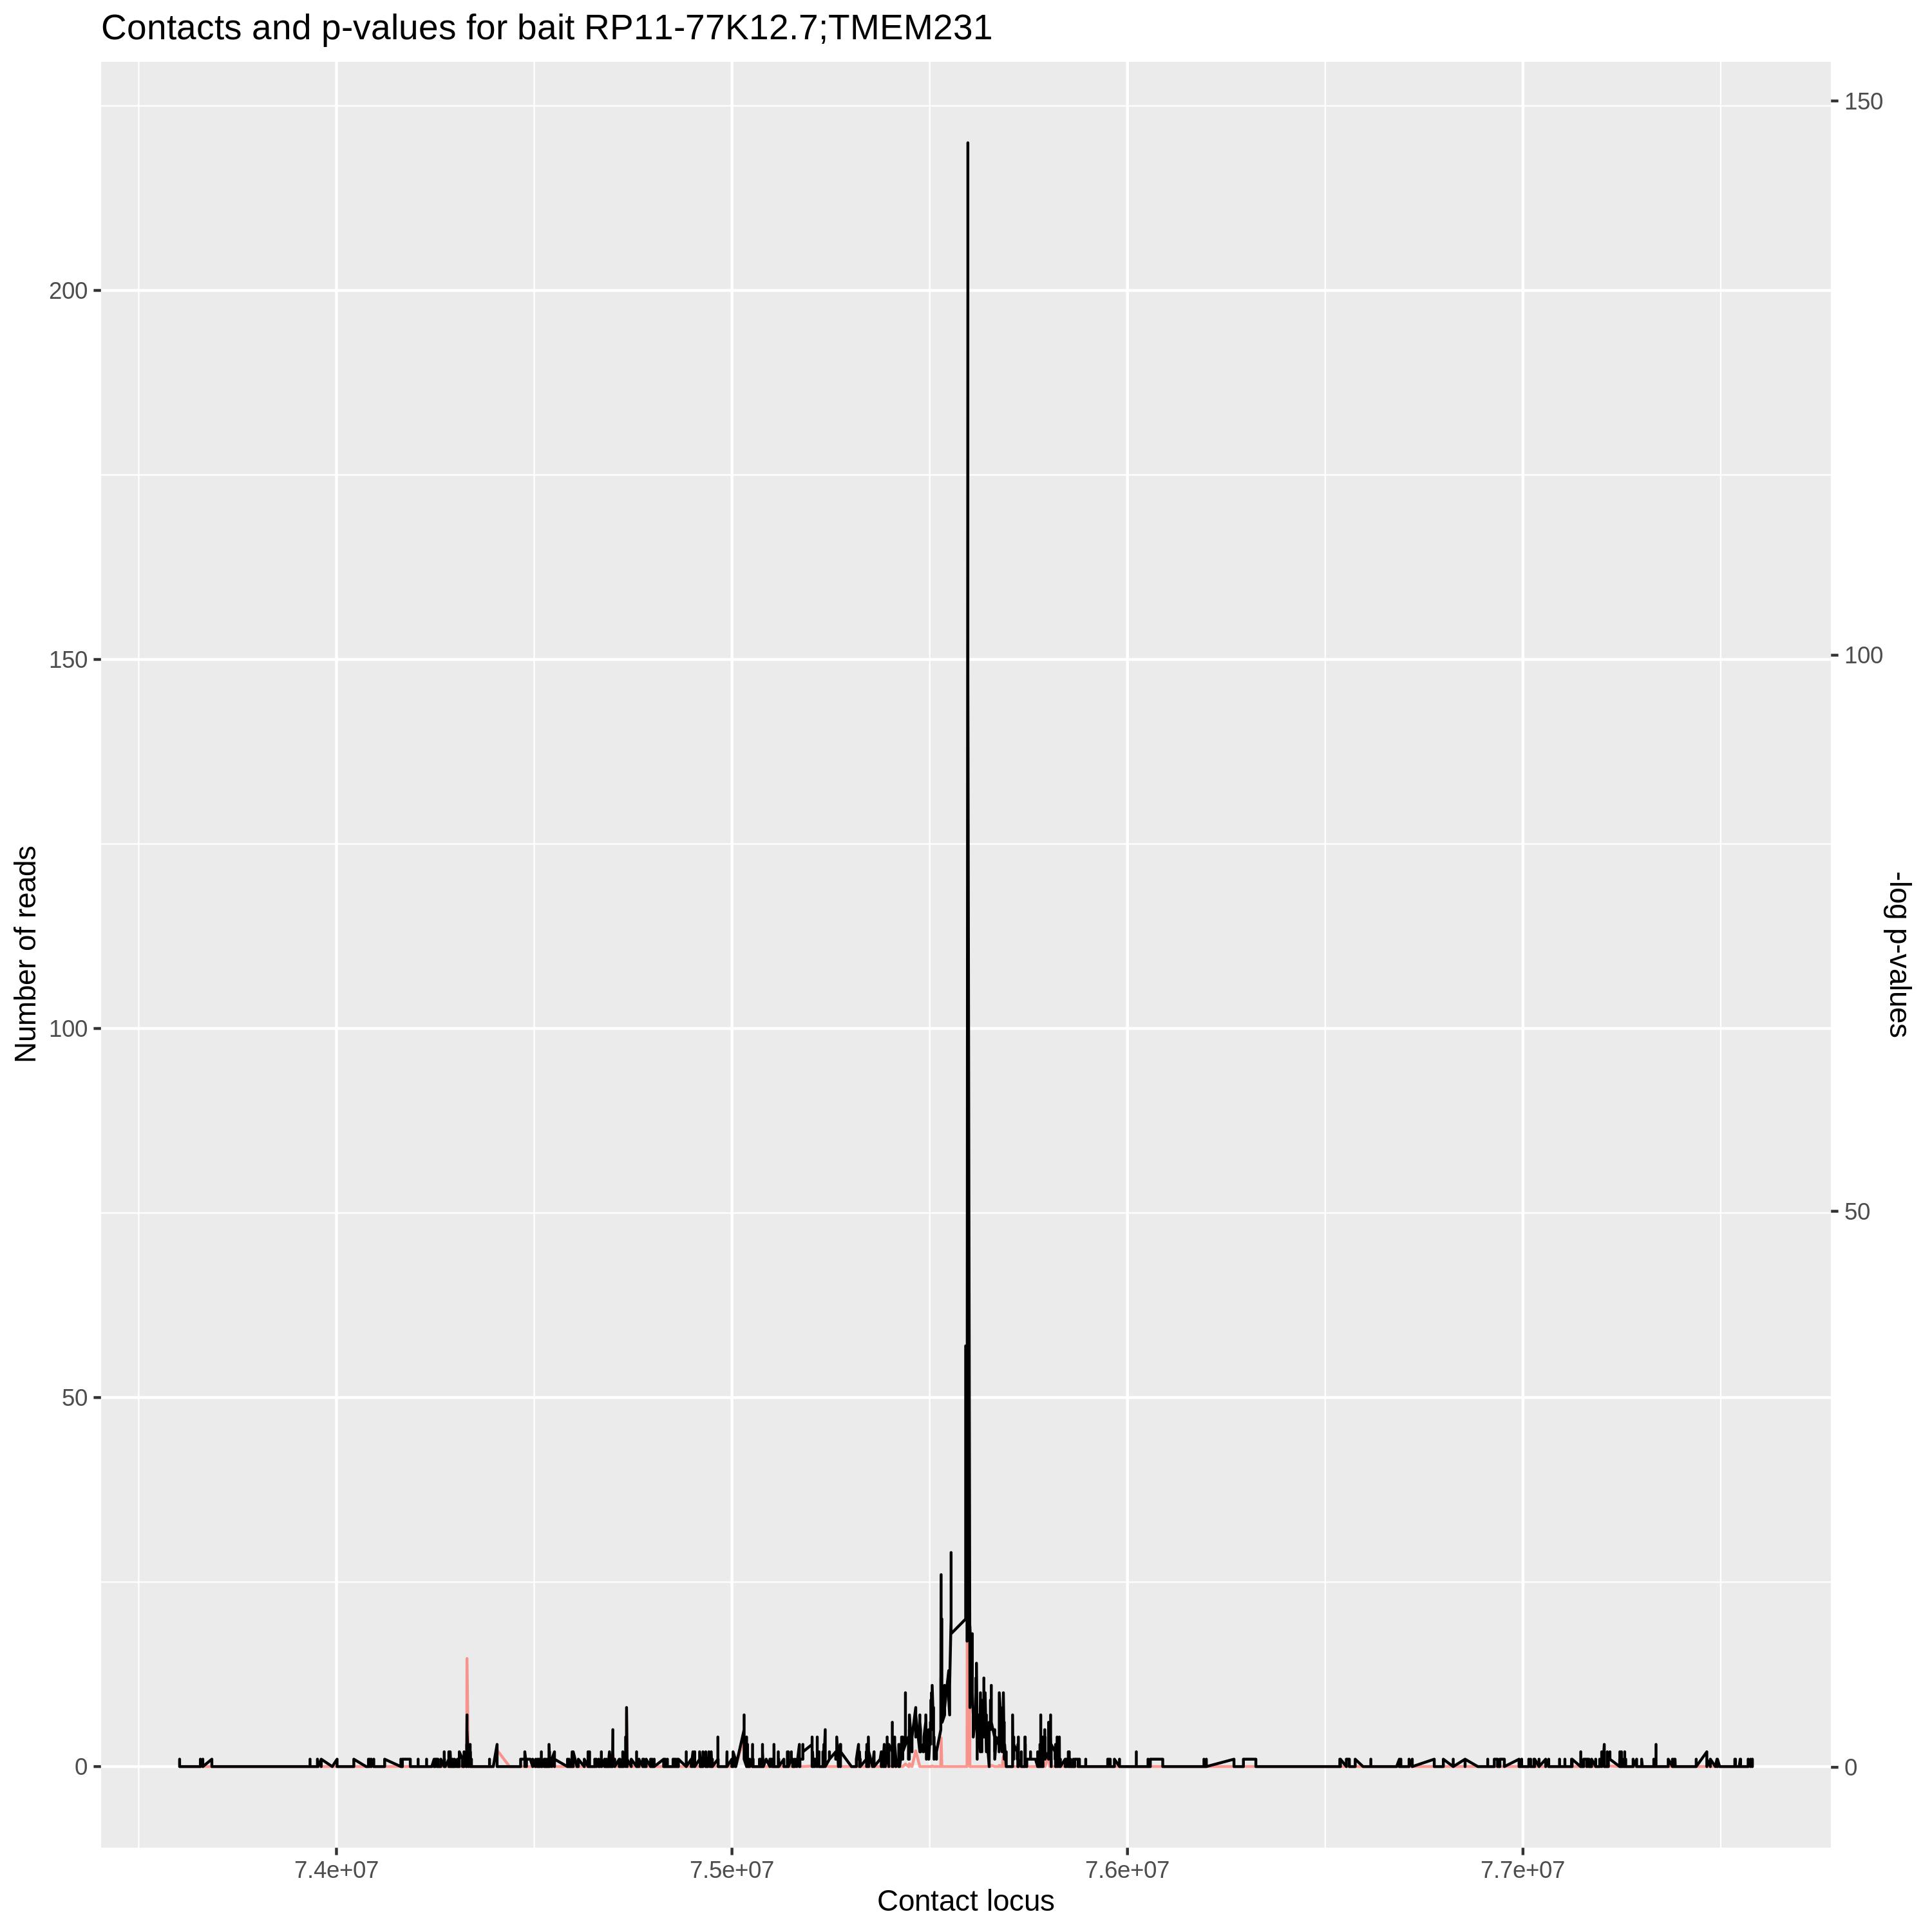 Contacts and p-values for bait RP11-77K12.7;TMEM231
Number of reads
200
150
100
50
0
150
100
50
0
-log p-values
7.4e+07
7.5e+07
7.6e+07
7.7e+07
Contact locus